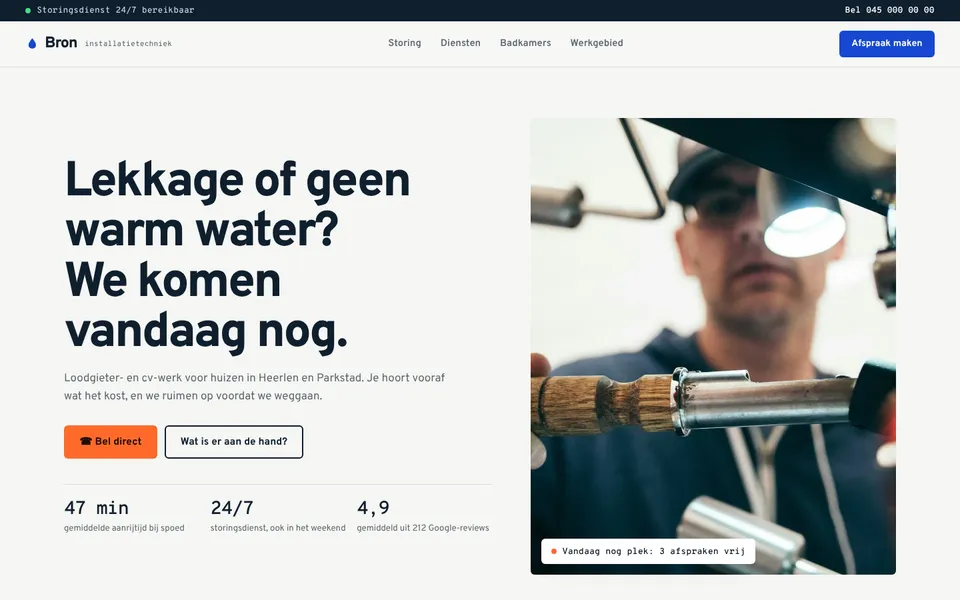 Storingsdienst 24/7 bereikbaar
Bel 045 000 00 00
Bron installatietechniek
Storing
Diensten
Badkamers
Werkgebied
Afspraak maken
Lekkage of geen
warm water?
We komen
vandaag nog.
Loodgieter- en cv-werk voor huizen in Heerlen en Parkstad. Je hoort vooraf
wat het kost, en we ruimen op voordat we weggaan.
☎ Bel direct
Wat is er aan de hand?
47 min
gemiddelde aanrijtijd bij spoed
24/7
storingsdienst, ook in het weekend
4,9
gemiddeld uit 212 Google-reviews
Vandaag nog plek: 3 afspraken vrij